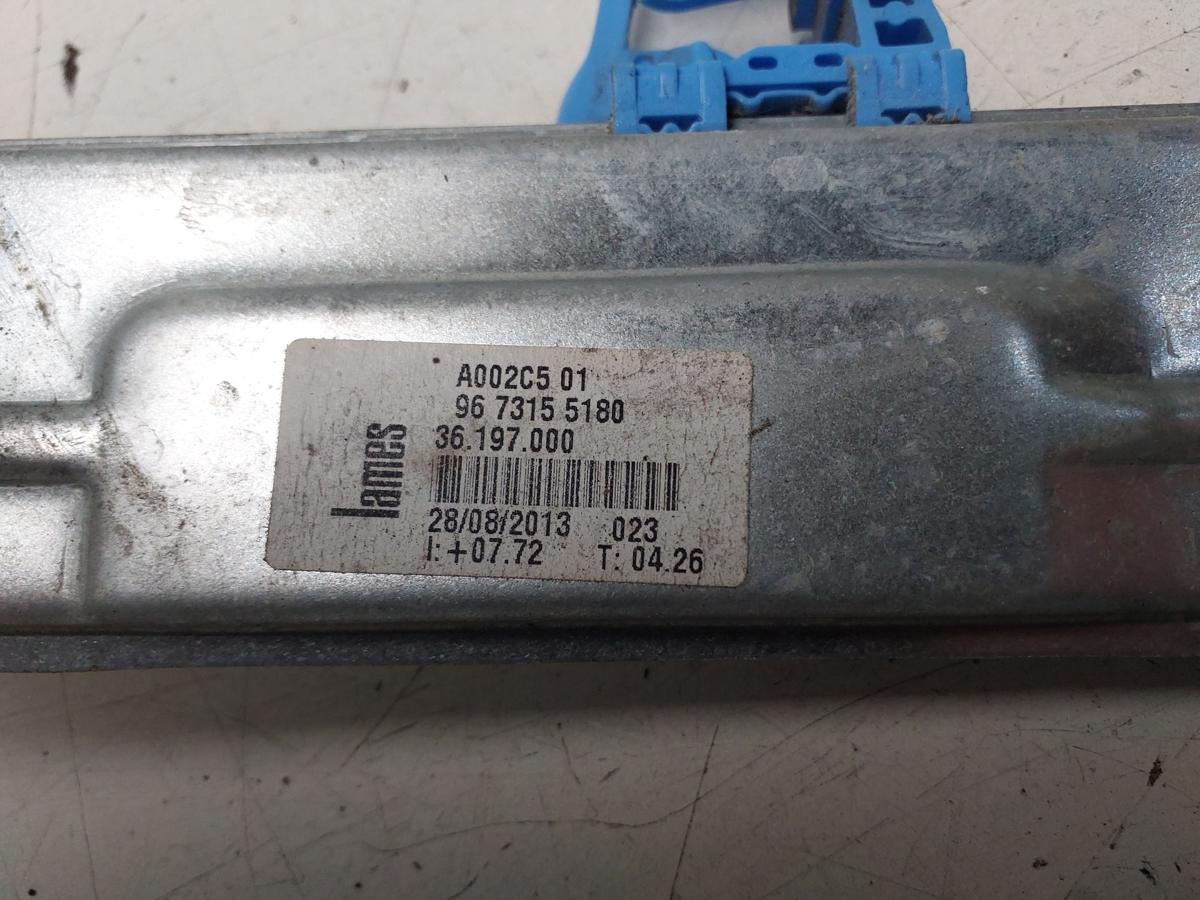 A002C5 01
96 7315 5180
36.197.000
lames
28/08/2013 023
I: +07.72 T: 04.26